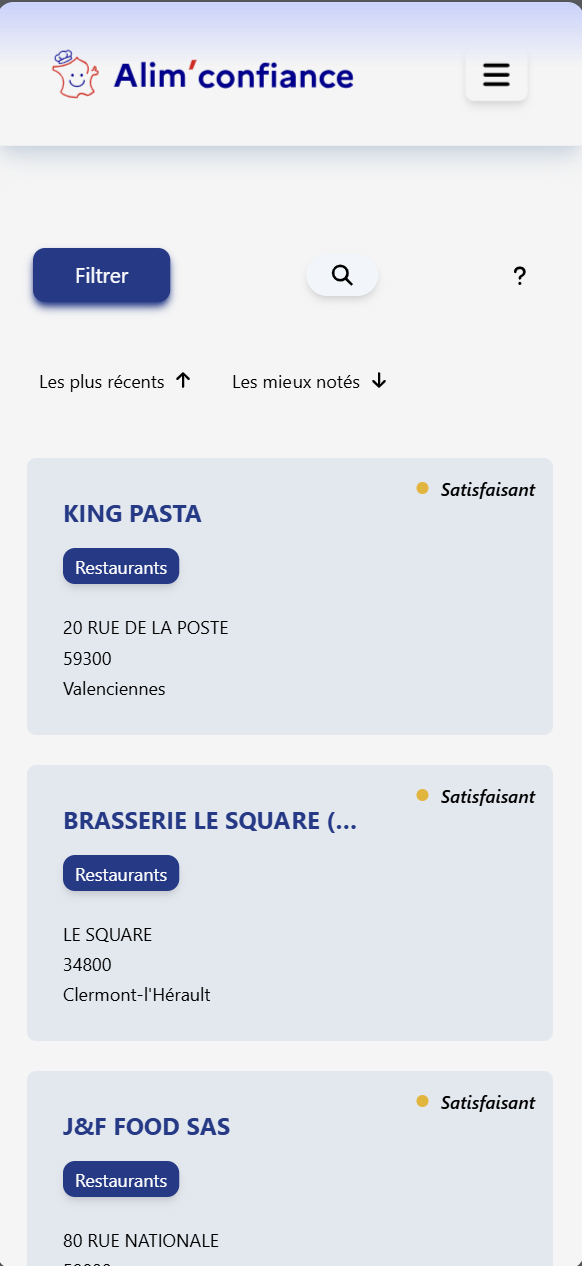 Alim'confiance
Filtrer
?
Les plus récents ↑ Les mieux notés ↓
Satisfaisant
KING PASTA
Restaurants
20 RUE DE LA POSTE
59300
Valenciennes
Satisfaisant
BRASSERIE LE SQUARE (...
Restaurants
LE SQUARE
34800
Clermont-l'Hérault
Satisfaisant
J&F FOOD SAS
Restaurants
80 RUE NATIONALE